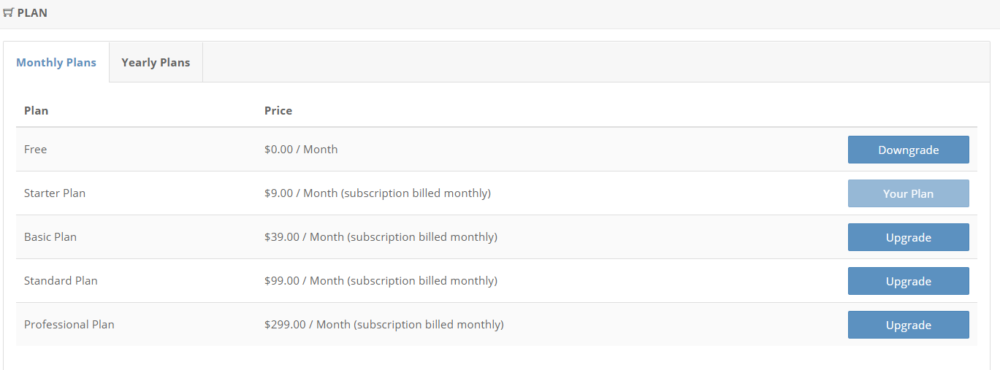 PLAN
Monthly Plans Yearly Plans
Plan Price
Free $0.00 / Month Downgrade
Starter Plan $9.00 / Month (subscription billed monthly) Your Plan
Basic Plan $39.00 / Month (subscription billed monthly) Upgrade
Standard Plan $99.00 / Month (subscription billed monthly) Upgrade
Professional Plan $299.00 / Month (subscription billed monthly) Upgrade